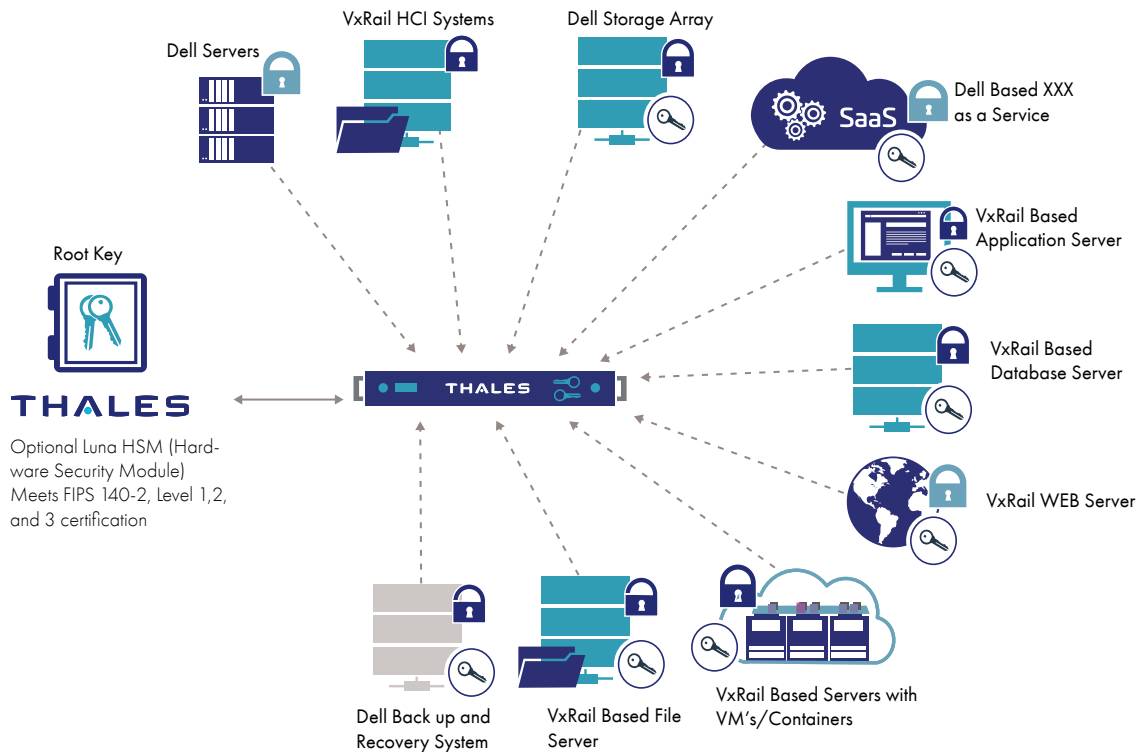 VxRail HCI Systems
Dell Storage Array
Dell Servers
SaaS
Dell Based XXX
as a Service
VxRail Based
Application Server
Root Key
THALES
Optional Luna HSM (Hard-
ware Security Module)
Meets FIPS 140-2, Level 1,2,
and 3 certification
THALES
VxRail Based
Database Server
VxRail WEB Server
Dell Back up and
Recovery System
VxRail Based File
Server
VxRail Based Servers with
VM's/Containers